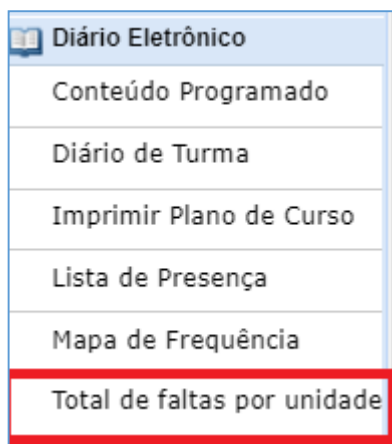 Diário Eletrônico
Conteúdo Programado
Diário de Turma
Imprimir Plano de Curso
Lista de Presença
Mapa de Frequência
Total de faltas por unidade